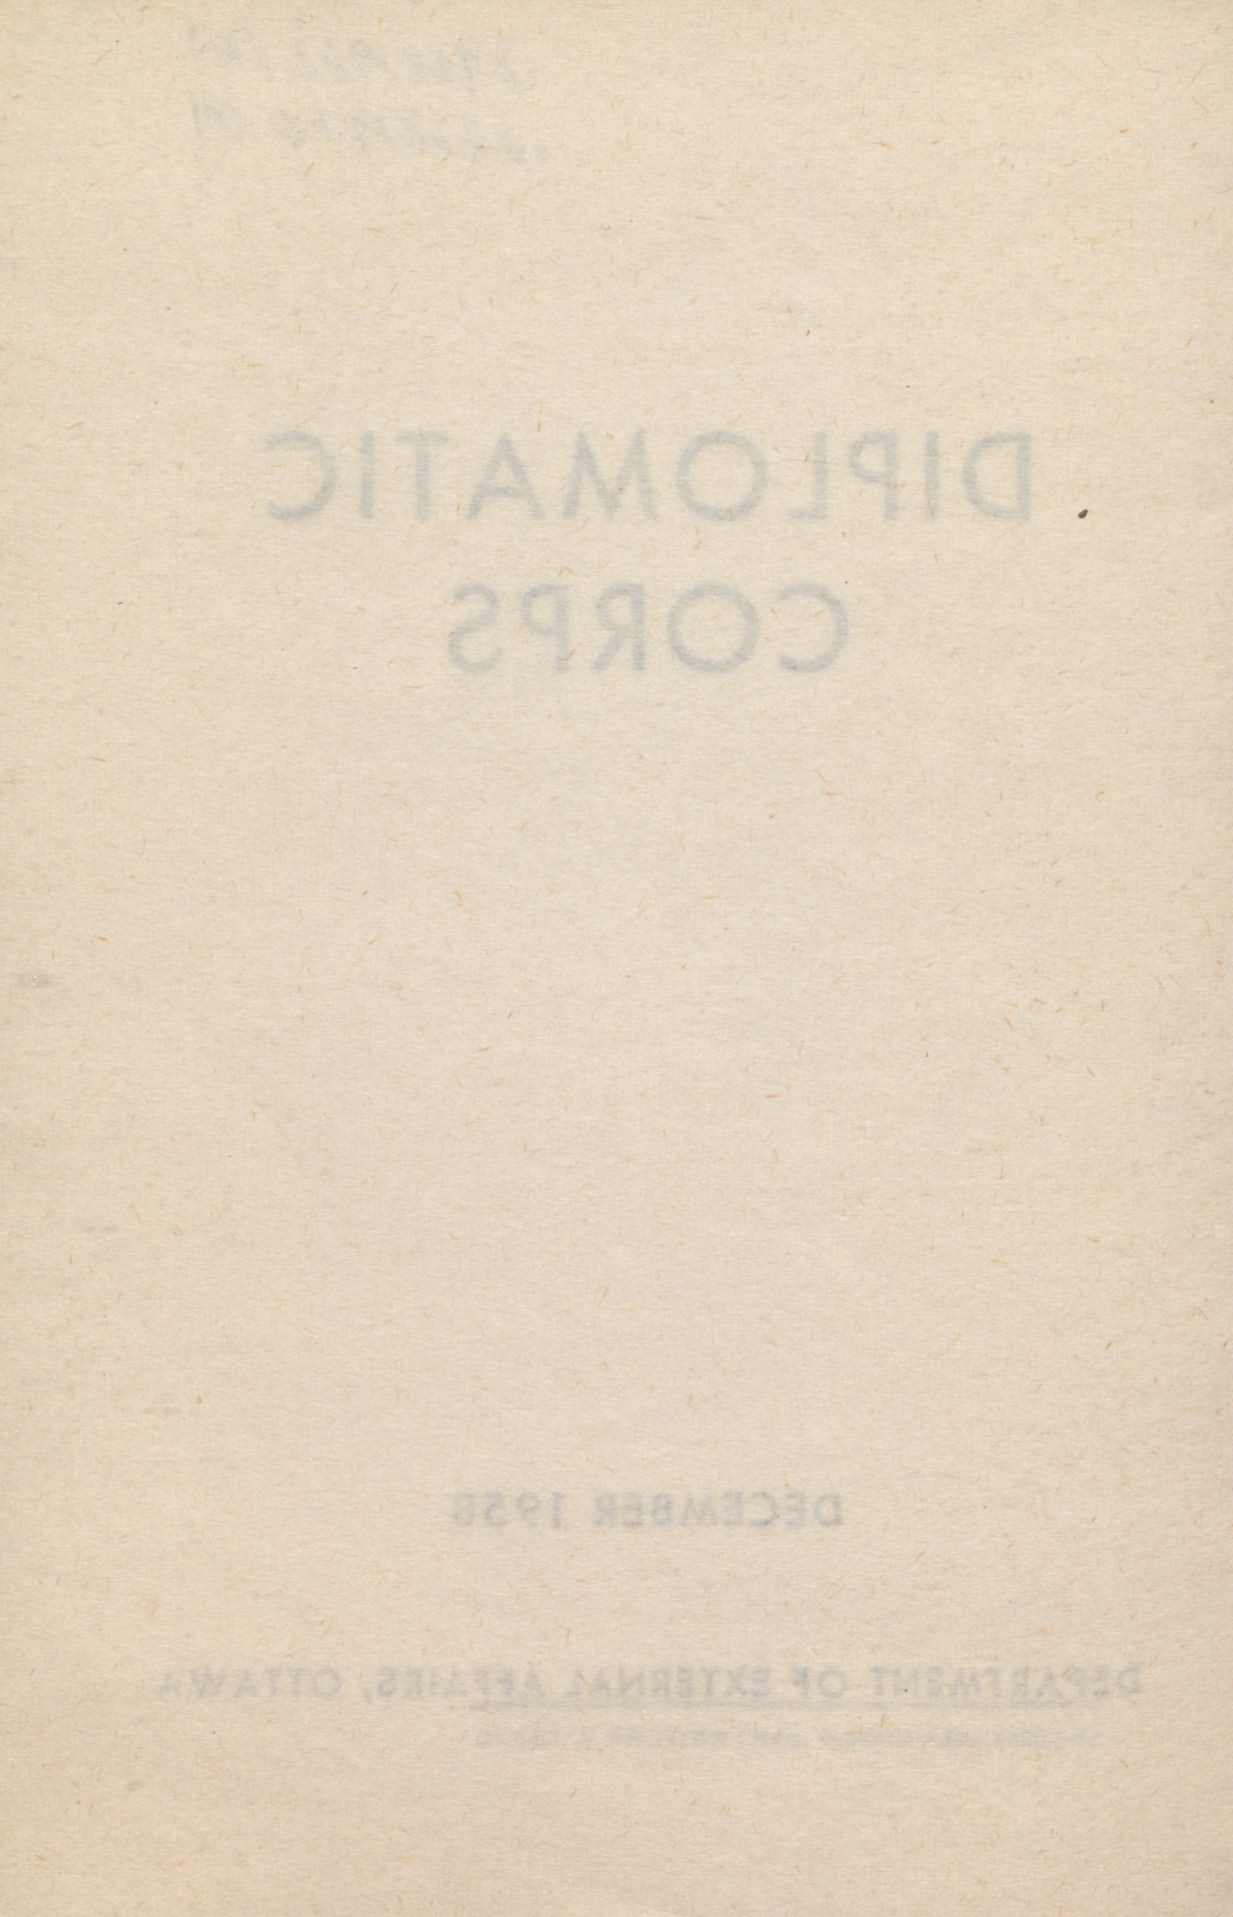 DIPLOMATIC
CORPS
DECEMBER 1958
DEPARTMENT OF EXTERNAL AFFAIRS, OTTAWA